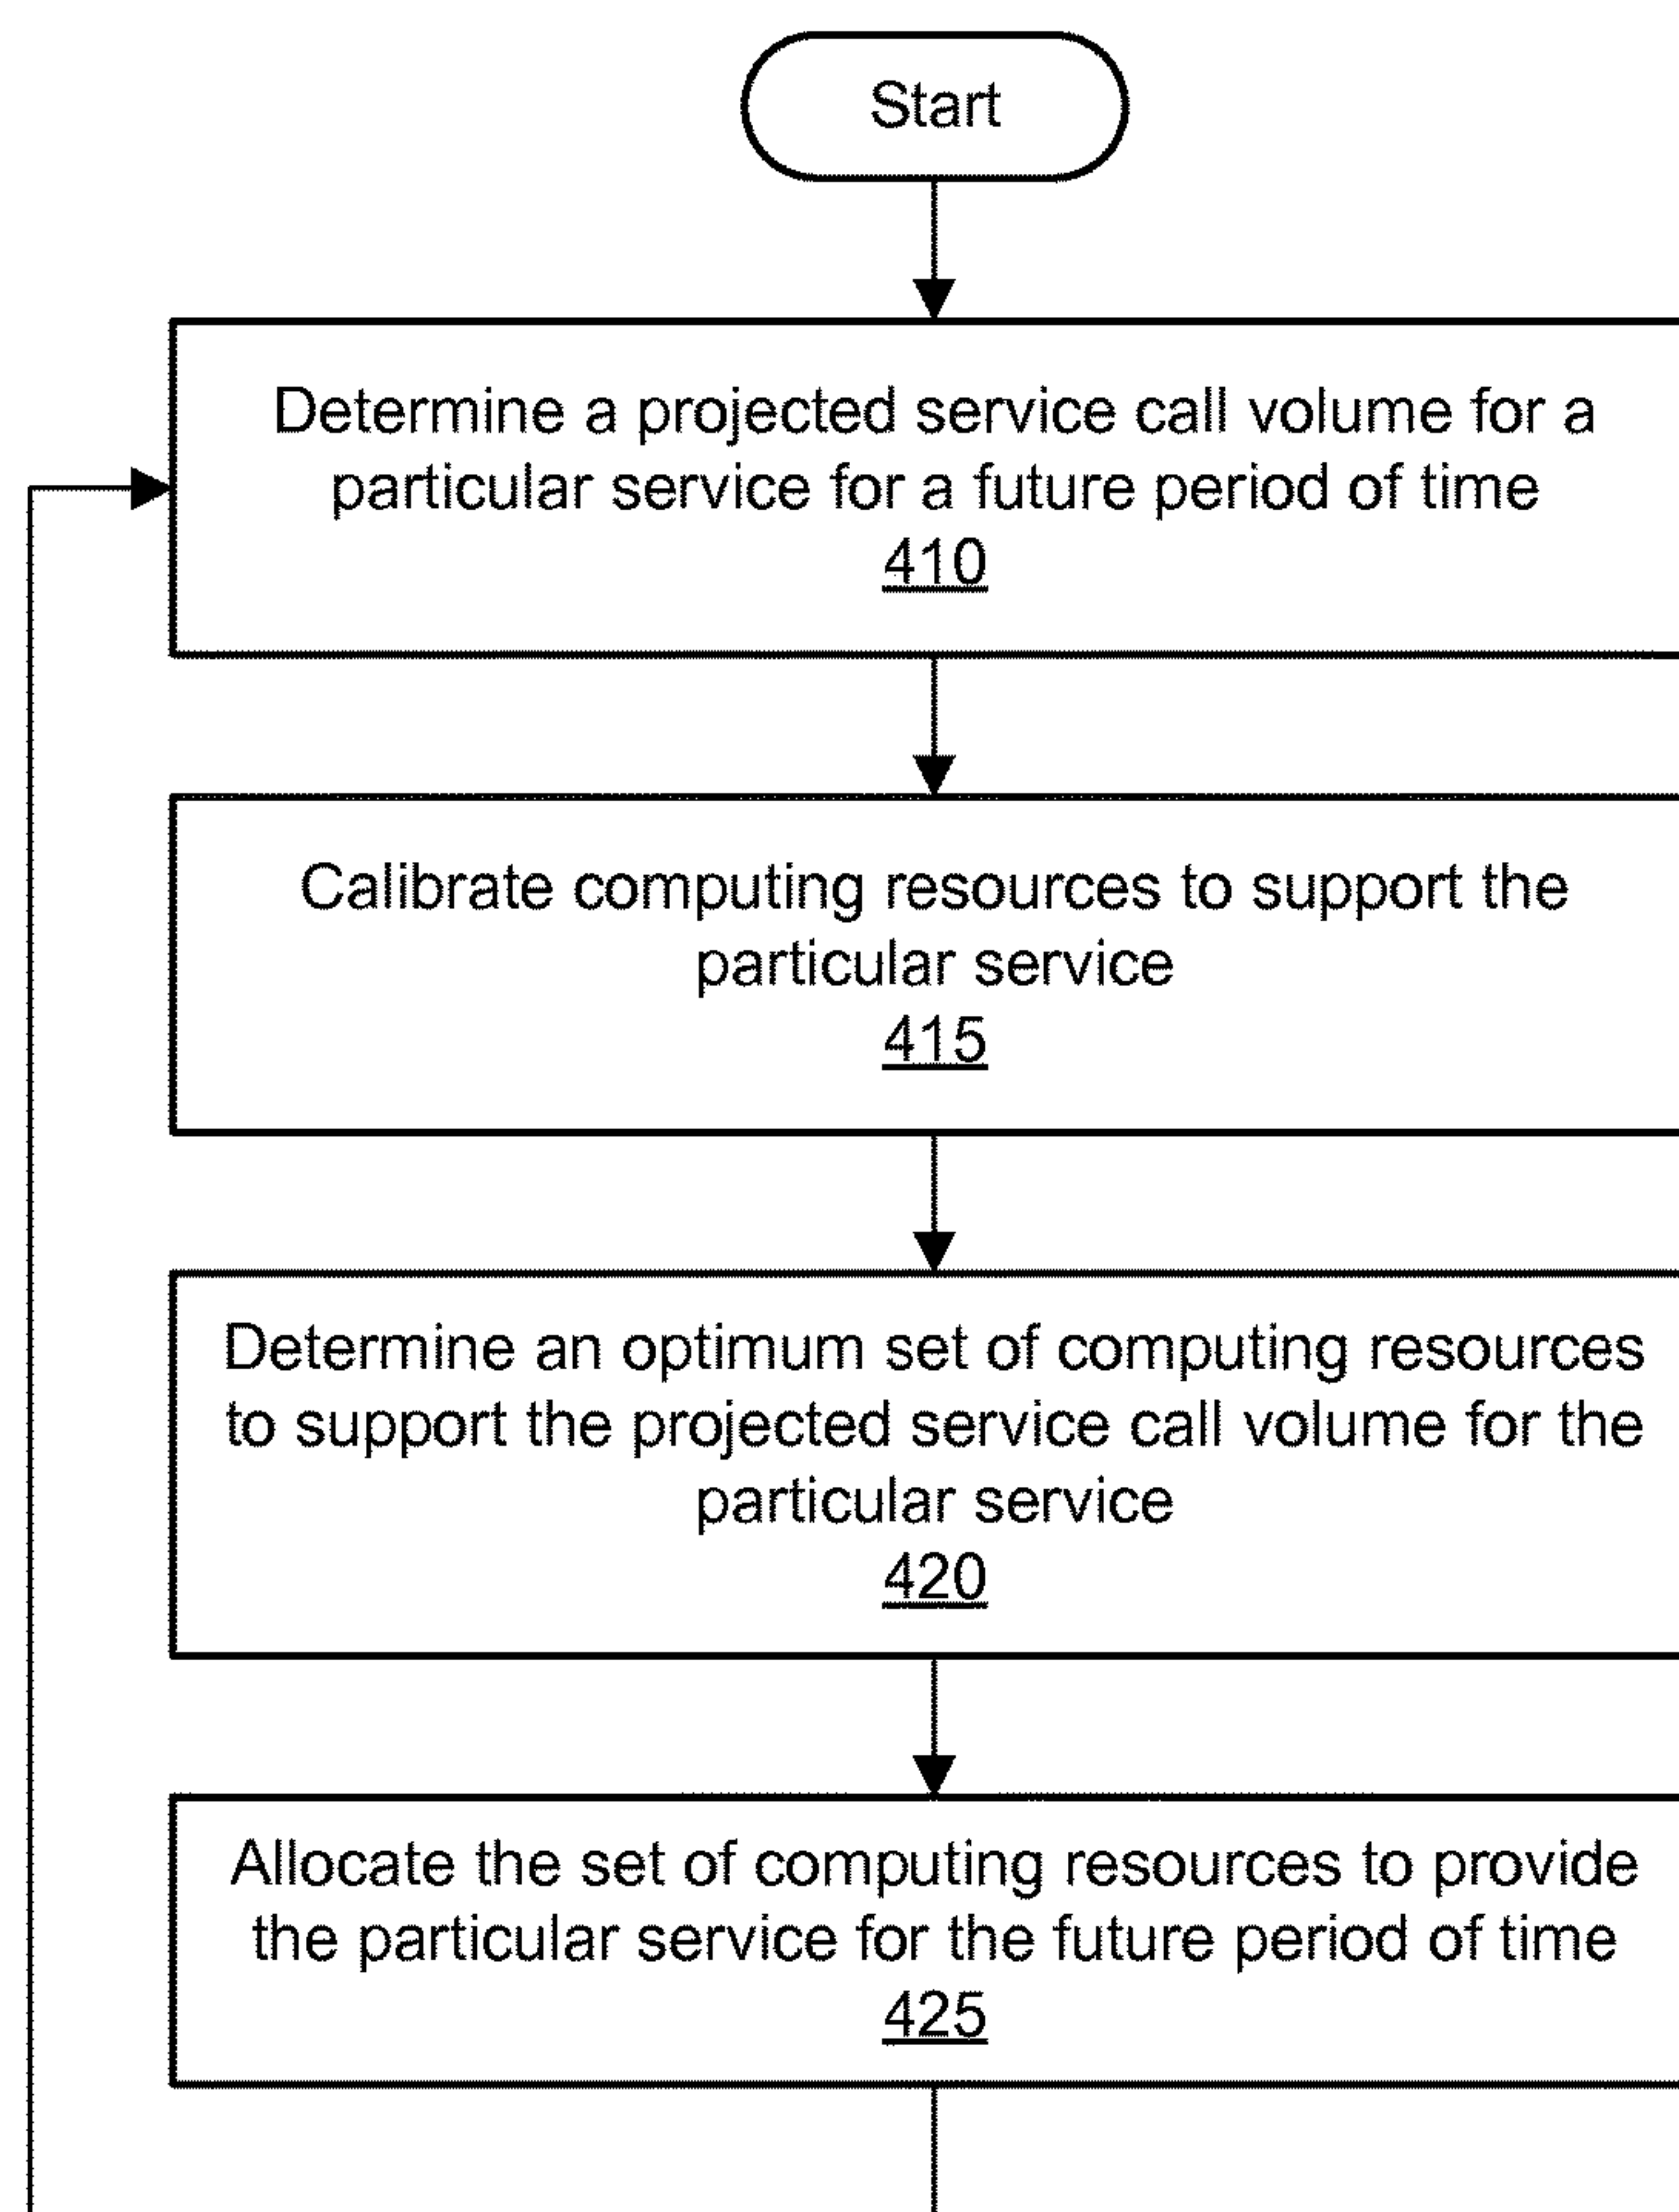 Start
Determine a projected service call volume for a
particular service for a future period of time
410
Calibrate computing resources to support the
particular service
415
Determine an optimum set of computing resources
to support the projected service call volume for the
particular service
420
Allocate the set of computing resources to provide
the particular service for the future period of time
425